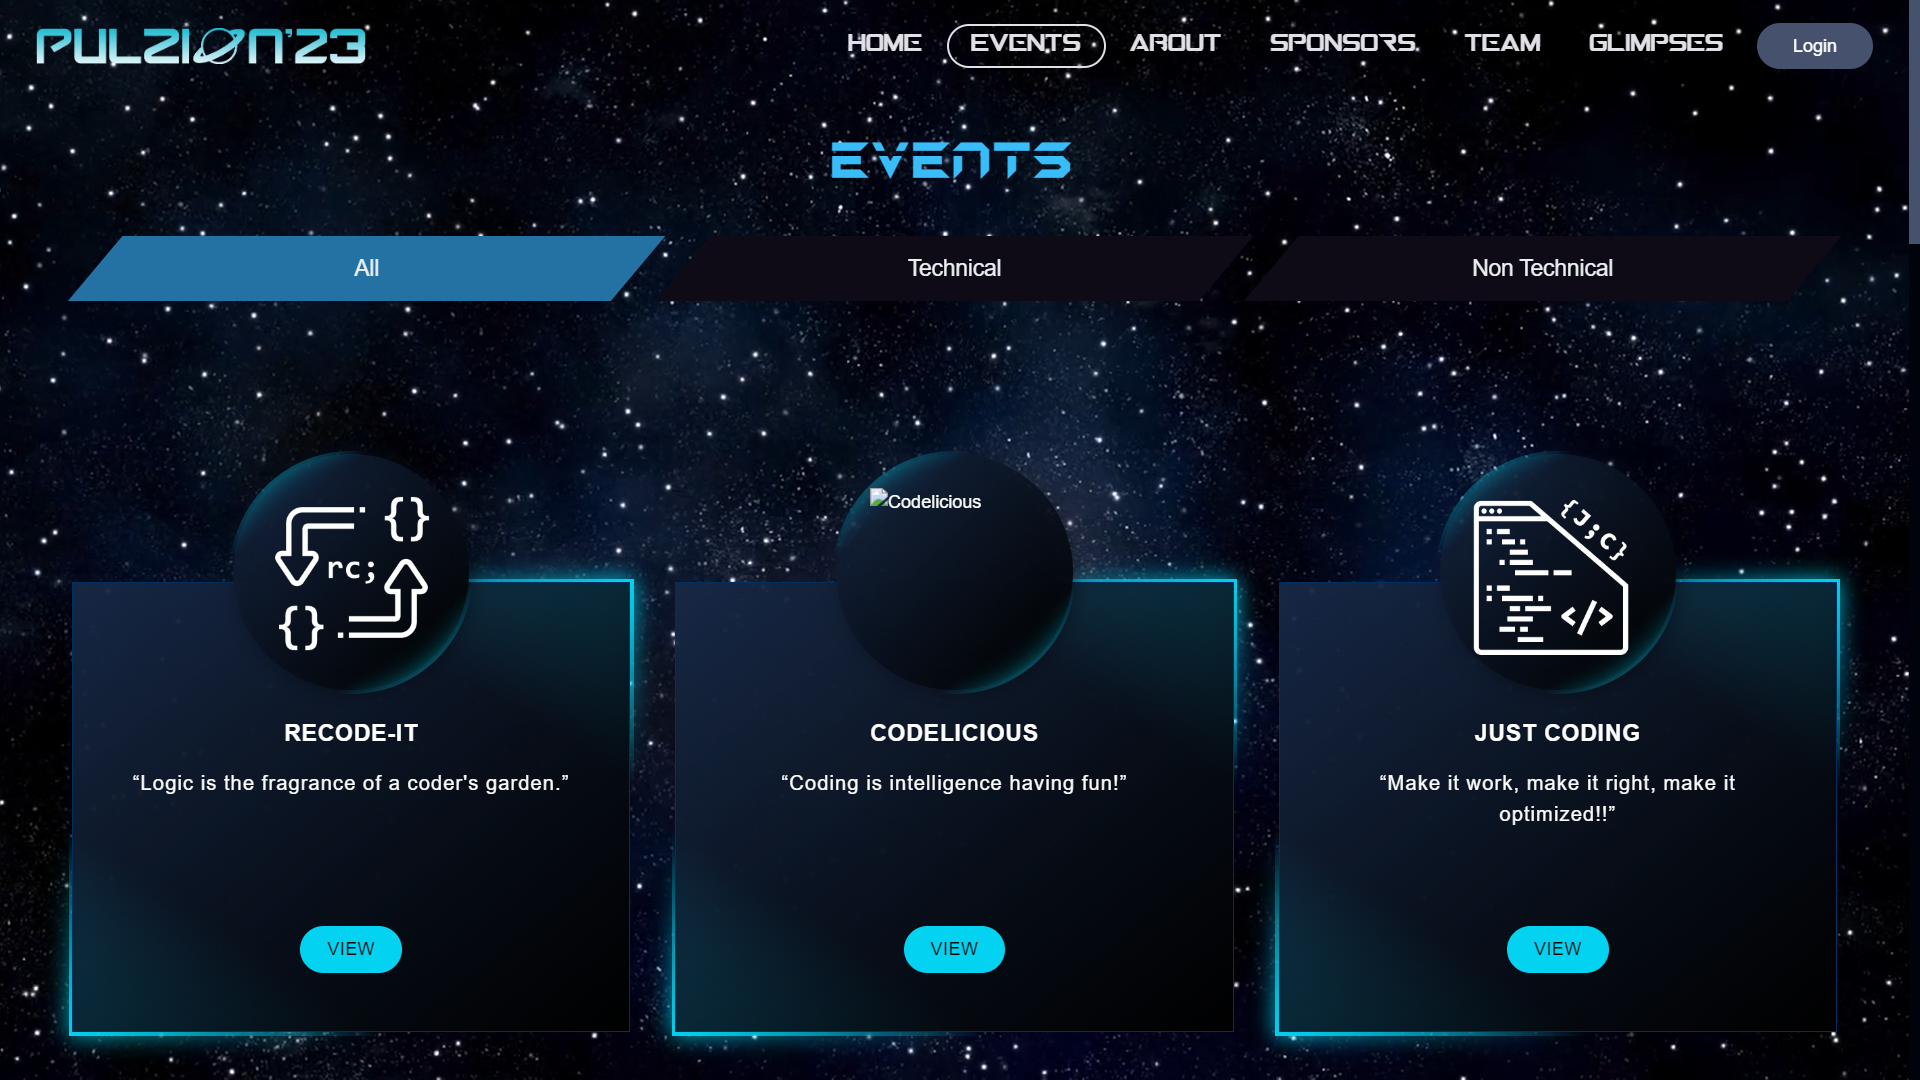 PULZION'23
HOME EVENTS ABOUT SPONSORS TEAM GLIMPSES Login
EVENTS
All Technical Non Technical
{} rc; {}
Codelicious
{J;C} </>
RECODE-IT
“Logic is the fragrance of a coder's garden.”
VIEW
CODELICIOUS
“Coding is intelligence having fun!”
VIEW
JUST CODING
“Make it work, make it right, make it
optimized!!”
VIEW